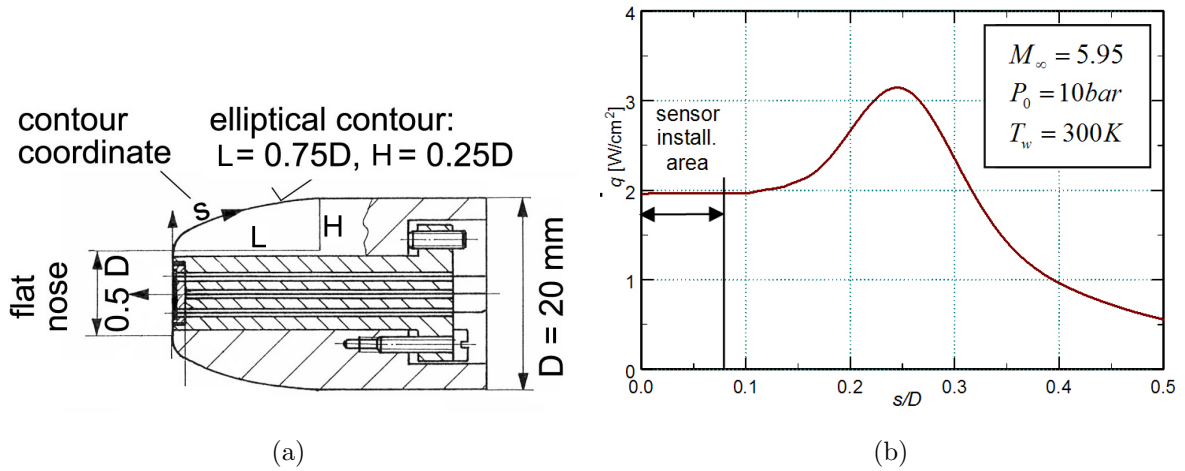 contour
coordinate
elliptical contour:
L = 0.75D, H = 0.25D
s
L
H
flat
nose
0.5 D
D = 20 mm
(a)
q̇ [W/cm²]
4
3
2
1
0
sensor
install.
area
M∞ = 5.95
P0 = 10bar
Tw = 300K
0.0 0.1 0.2 0.3 0.4 0.5
s/D
(b)